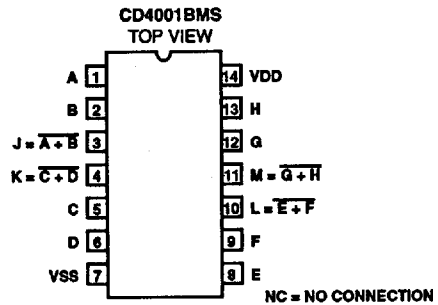 CD4001BMS
TOP VIEW
A 1
B 2
J = A + B 3
K = C + D 4
C 5
D 6
VSS 7
14 VDD
13 H
12 G
11 M = G + H
10 L = E + F
9 F
8 E
NC = NO CONNECTION